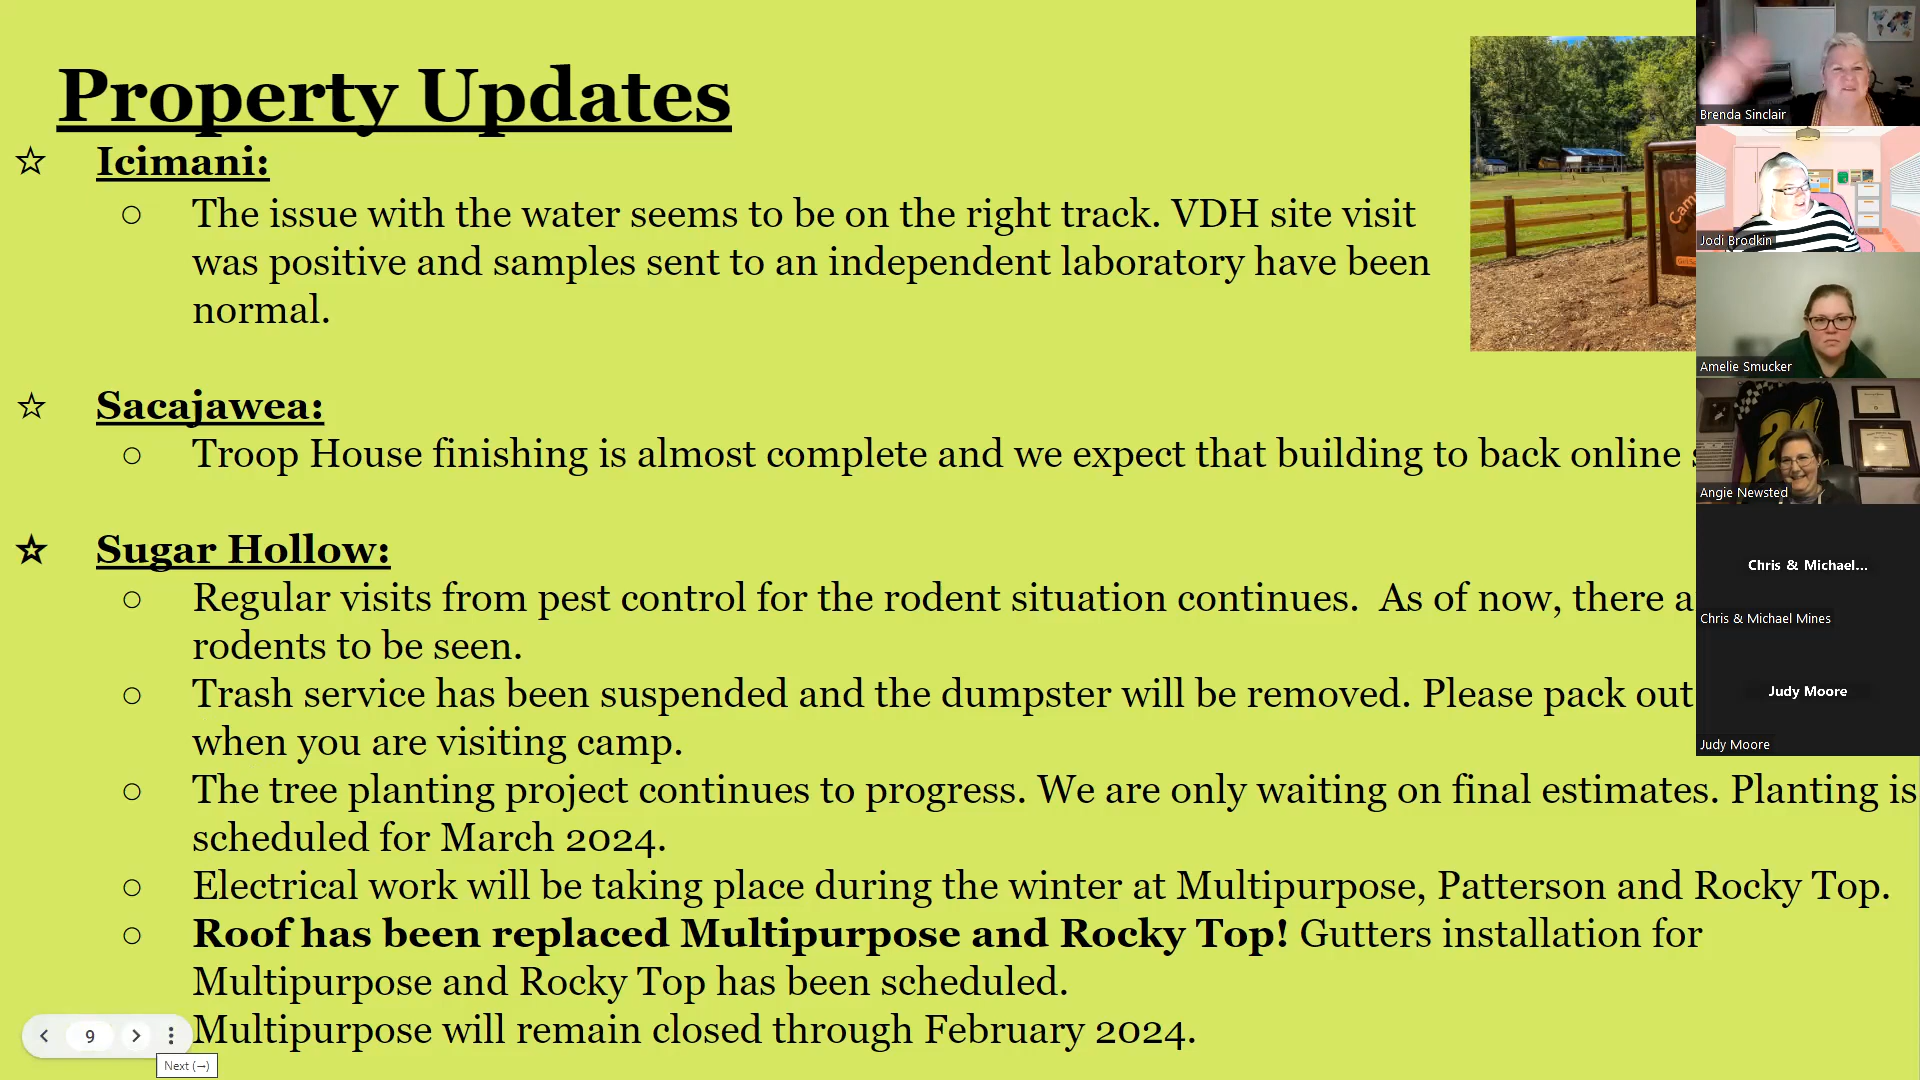 Property Updates
☆ Icimani:
○ The issue with the water seems to be on the right track. VDH site visit
was positive and samples sent to an independent laboratory have been
normal.
☆ Sacajawea:
○ Troop House finishing is almost complete and we expect that building to back online
☆ Sugar Hollow:
○ Regular visits from pest control for the rodent situation continues.  As of now, there a
rodents to be seen.
○ Trash service has been suspended and the dumpster will be removed. Please pack out
when you are visiting camp.
○ The tree planting project continues to progress. We are only waiting on final estimates. Planting is
scheduled for March 2024.
○ Electrical work will be taking place during the winter at Multipurpose, Patterson and Rocky Top.
○ Roof has been replaced Multipurpose and Rocky Top! Gutters installation for
Multipurpose and Rocky Top has been scheduled.
Multipurpose will remain closed through February 2024.
9
Next (→)
Cam
Brenda Sinclair
Jodi Brodkin
Amelie Smucker
24
Angie Newsted
Chris & Michael...
Chris & Michael Mines
Judy Moore
Judy Moore